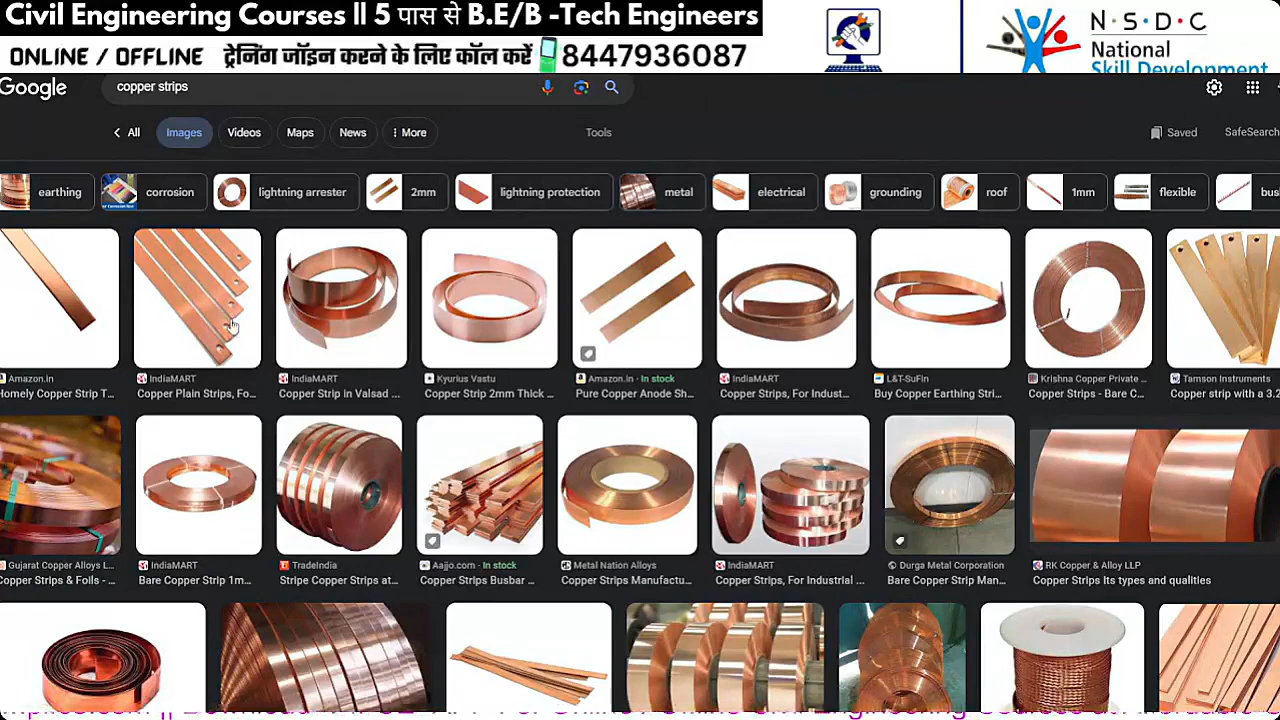 Civil Engineering Courses || 5 पास से B.E/B -Tech Engineers
ONLINE / OFFLINE ट्रेनिंग जॉइन करने के लिए कॉल करें 8447936087
N·S·D·C
National
Skill Development
Google
copper strips
All Images Videos Maps News More Tools Saved SafeSearch
earthing corrosion lightning arrester 2mm lightning protection metal electrical grounding roof 1mm flexible bus
Amazon.in IndiaMART IndiaMART Kyurius Vastu Amazon.in - In stock IndiaMART L&T-SuFin Krishna Copper Private ... Tamson Instruments
Homely Copper Strip T... Copper Plain Strips, Fo... Copper Strip in Valsad ... Copper Strip 2mm Thick ... Pure Copper Anode Sh... Copper Strips, For Indust... Buy Copper Earthing Stri... Copper Strips - Bare C... Copper strip with a 3.2
Gujarat Copper Alloys L... IndiaMART TradeIndia Aajjo.com - In stock Metal Nation Alloys IndiaMART Durga Metal Corporation RK Copper & Alloy LLP
Copper Strips & Foils - ... Bare Copper Strip 1m... Stripe Copper Strips at... Copper Strips Busbar ... Copper Strips Manufactu... Copper Strips, For Industrial ... Bare Copper Strip Man... Copper Strips Its types and qualities